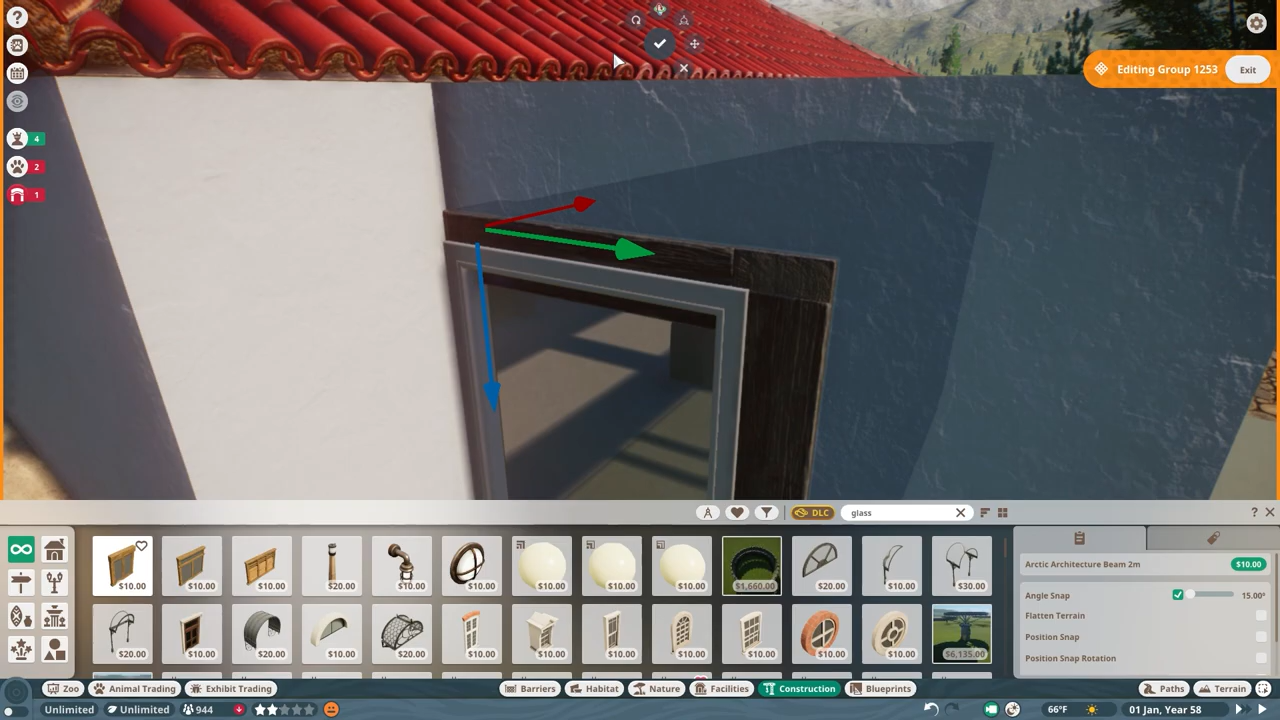 Editing Group 1253 Exit
4
2
1
DLC glass
$10.00 $10.00 $10.00 $20.00 $10.00 $10.00 $10.00 $10.00 $10.00 $1,660.00 $20.00 $10.00 $30.00
$20.00 $10.00 $20.00 $10.00 $20.00 $10.00 $10.00 $10.00 $10.00 $10.00 $10.00 $10.00 $6,135.00
Arctic Architecture Beam 2m $10.00
Angle Snap 15.00°
Flatten Terrain
Position Snap
Position Snap Rotation
Zoo Animal Trading Exhibit Trading Barriers Habitat Nature Facilities Construction Blueprints Paths Terrain
Unlimited Unlimited 944 66°F 01 Jan, Year 58